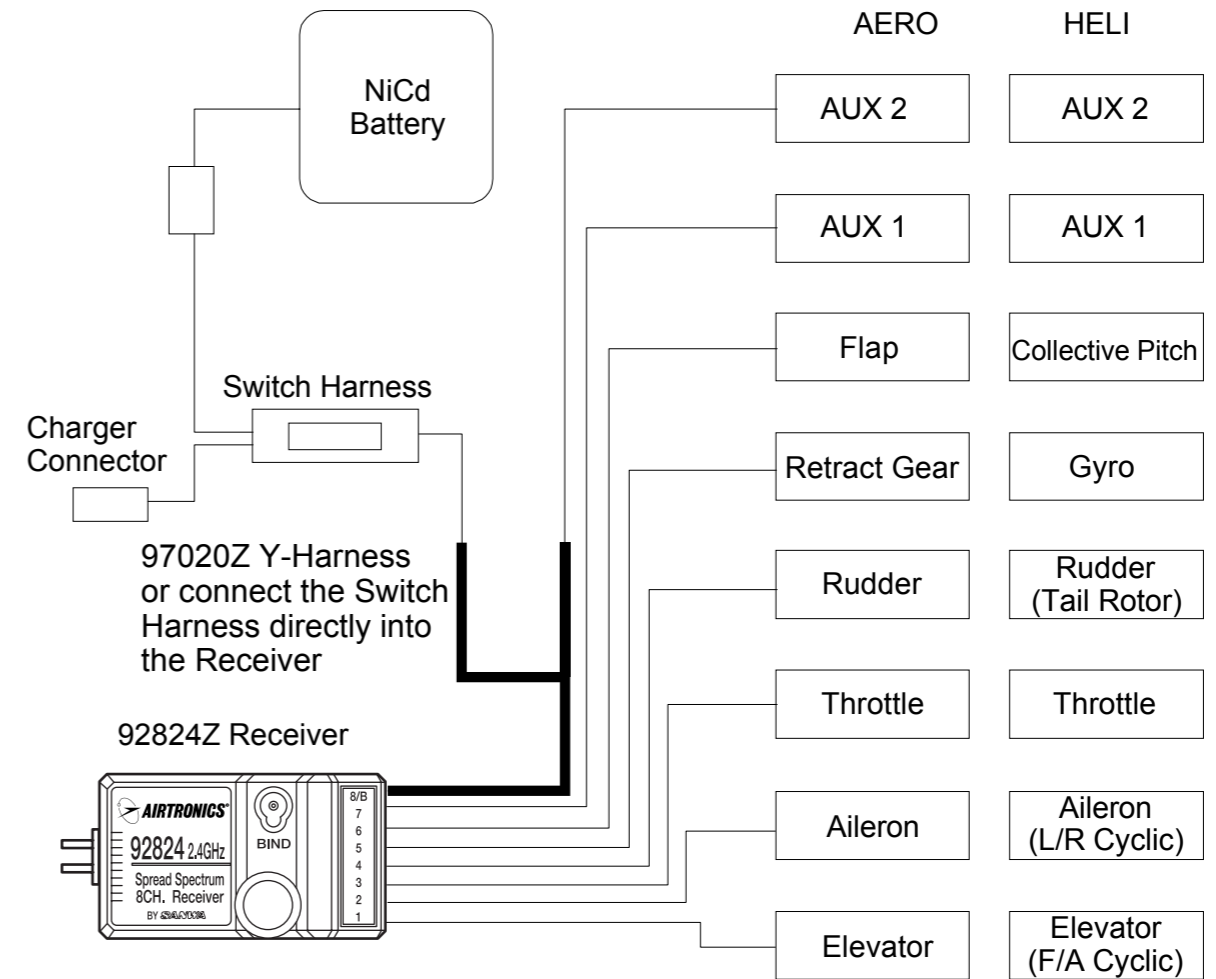 AERO HELI
NiCd
Battery
AUX 2 AUX 2
AUX 1 AUX 1
Flap Collective Pitch
Switch Harness
Charger
Connector
Retract Gear Gyro
97020Z Y-Harness
or connect the Switch
Harness directly into
the Receiver
Rudder Rudder
(Tail Rotor)
Throttle Throttle
92824Z Receiver
AIRTRONICS®
92824 2.4GHz
Spread Spectrum
8CH. Receiver
BY SANWA
BIND
8/B
7
6
5
4
3
2
1
Aileron Aileron
(L/R Cyclic)
Elevator Elevator
(F/A Cyclic)